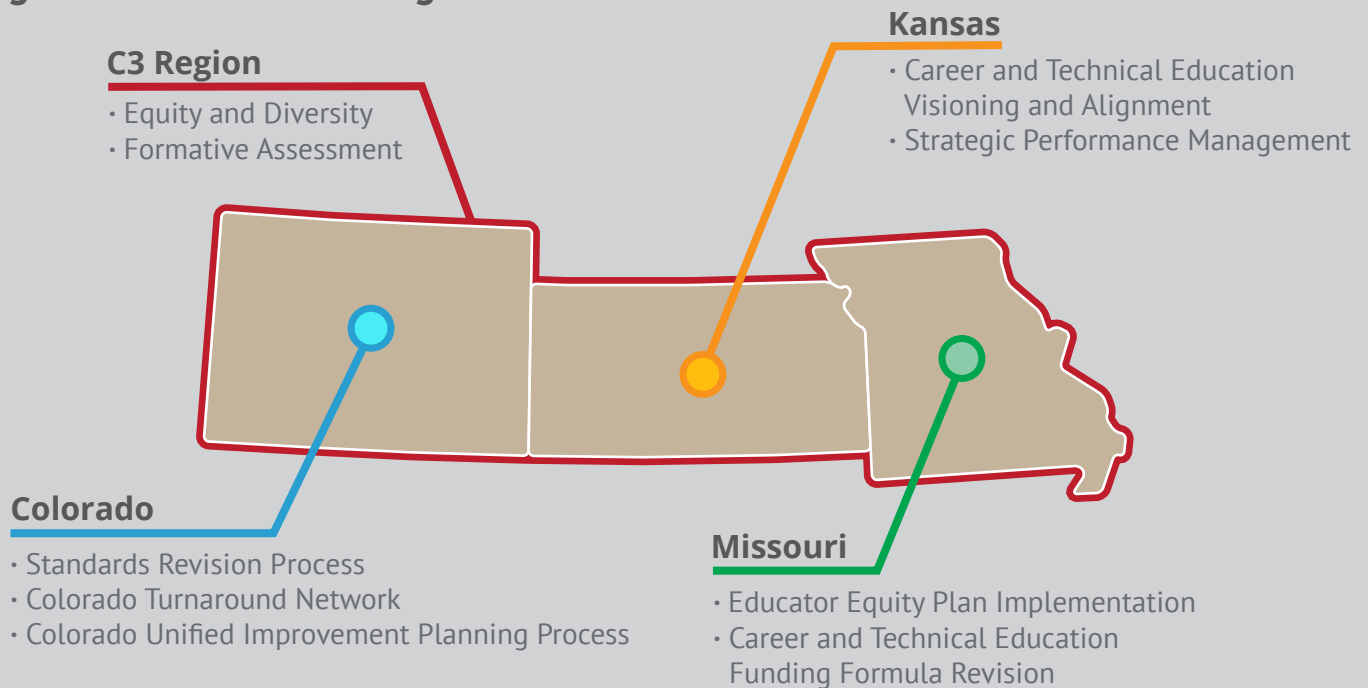 C3 Region
· Equity and Diversity
· Formative Assessment
Kansas
· Career and Technical Education
Visioning and Alignment
· Strategic Performance Management
Colorado
· Standards Revision Process
· Colorado Turnaround Network
· Colorado Unified Improvement Planning Process
Missouri
· Educator Equity Plan Implementation
· Career and Technical Education
Funding Formula Revision